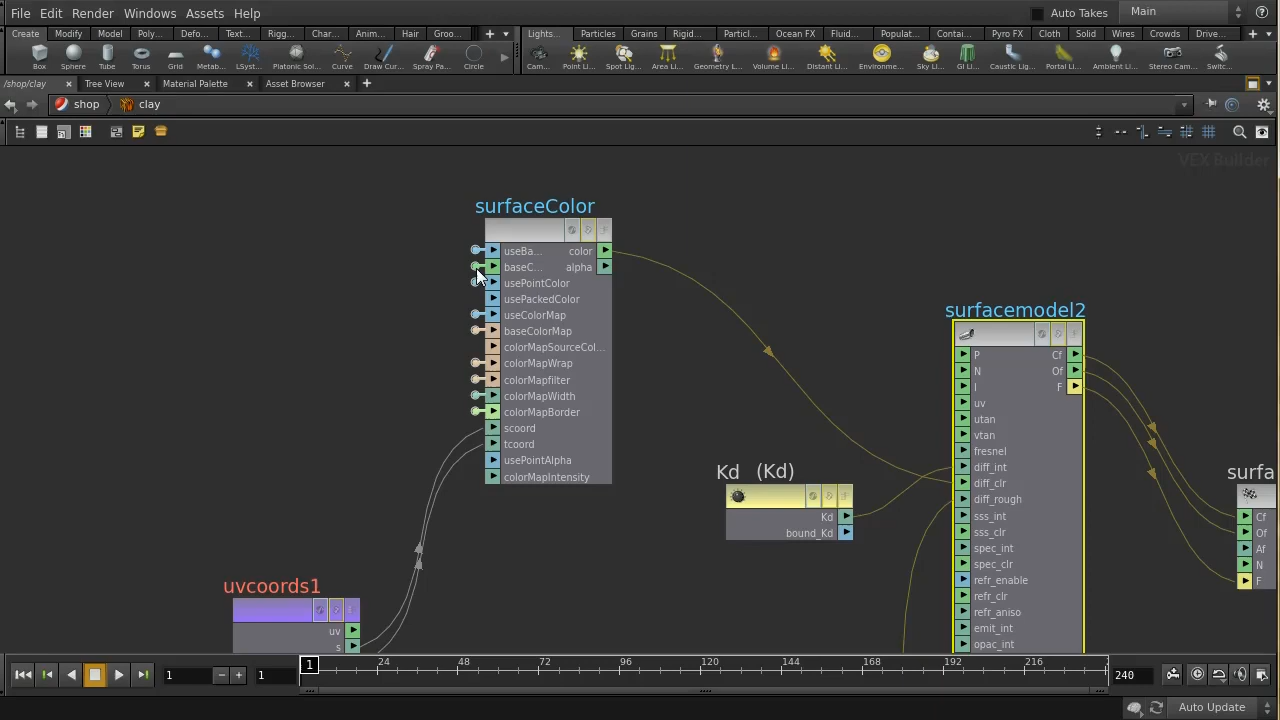 File Edit Render Windows Assets Help Auto Takes Main
Create Modify Model Poly... Defo... Text... Rigg... Char... Anim... Hair Groo... Lights... Particles Grains Rigid... Particl... Ocean FX Fluid... Populat... Contai... Pyro FX Cloth Solid Wires Crowds Drive...
Box Sphere Tube Torus Grid Metab... LSyst... Platonic Sol... Draw Cur... Curve Spray Pa... Circle Cam... Point Li... Spot Lig... Area Li... Geometry L... Volume Li... Distant Li... Environme... Sky Li... GI Li... Caustic Lig... Portal Li... Ambient Li... Stereo Cam... Switc...
/shop/clay Tree View Material Palet... Asset Browser
shop clay
VEX Builder
surfaceColor
useBa... color
baseC... alpha
usePointColor
usePackedColor
useColorMap
baseColorMap
colorMapSourceCol...
colorMapWrap
colorMapfilter
colorMapWidth
colorMapBorder
scoord
tcoord
usePointAlpha
colorMapIntensity
surfacemodel2
P Cf
N Of
I F
uv
utan
vtan
fresnel
diff_int
diff_clr
diff_rough
sss_int
sss_clr
spec_int
spec_clr
refr_enable
refr_clr
refr_aniso
emit_int
opac_int
Kd (Kd)
Kd
bound_Kd
surfa
Cf
Of
Af
N
F
uvcoords1
uv
s
1 1 1 24 48 72 96 120 144 168 192 216 240
Auto Update